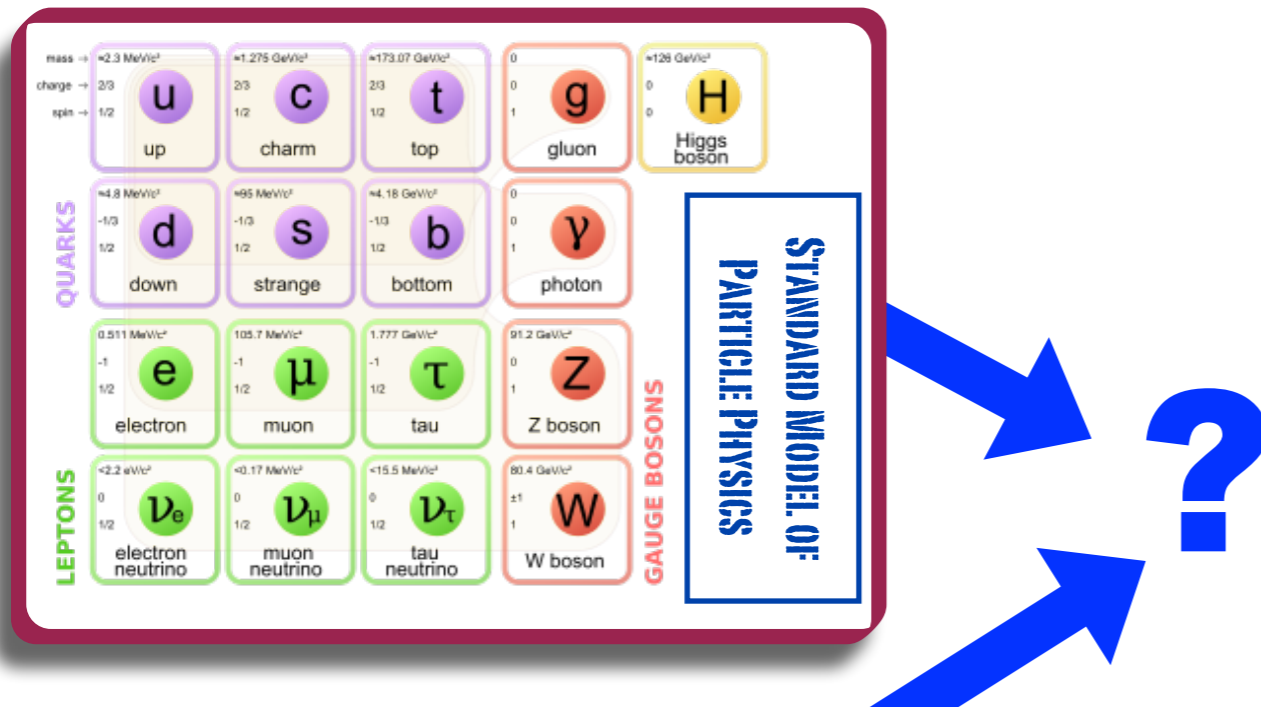 mass → ≈2.3 MeV/c² ≈1.275 GeV/c² ≈173.07 GeV/c² 0 ≈126 GeV/c²
charge → 2/3 2/3 2/3 0 0
spin → 1/2 1/2 1/2 1 0
u c t g H
up charm top gluon Higgs
boson
QUARKS
≈4.8 MeV/c² ≈95 MeV/c² ≈4.18 GeV/c² 0
-1/3 -1/3 -1/3 0
1/2 1/2 1/2 1
d s b γ
down strange bottom photon
0.511 MeV/c² 105.7 MeV/c² 1.777 GeV/c² 91.2 GeV/c²
-1 -1 -1 0
1/2 1/2 1/2 1
e μ τ Z
electron muon tau Z boson
LEPTONS
<2.2 eV/c² <0.17 MeV/c² <15.5 MeV/c² 80.4 GeV/c²
0 0 0 ±1
1/2 1/2 1/2 1
νe νμ ντ W
electron muon tau W boson
neutrino neutrino neutrino
GAUGE BOSONS
STANDARD MODEL OF
PARTICLE PHYSICS
?